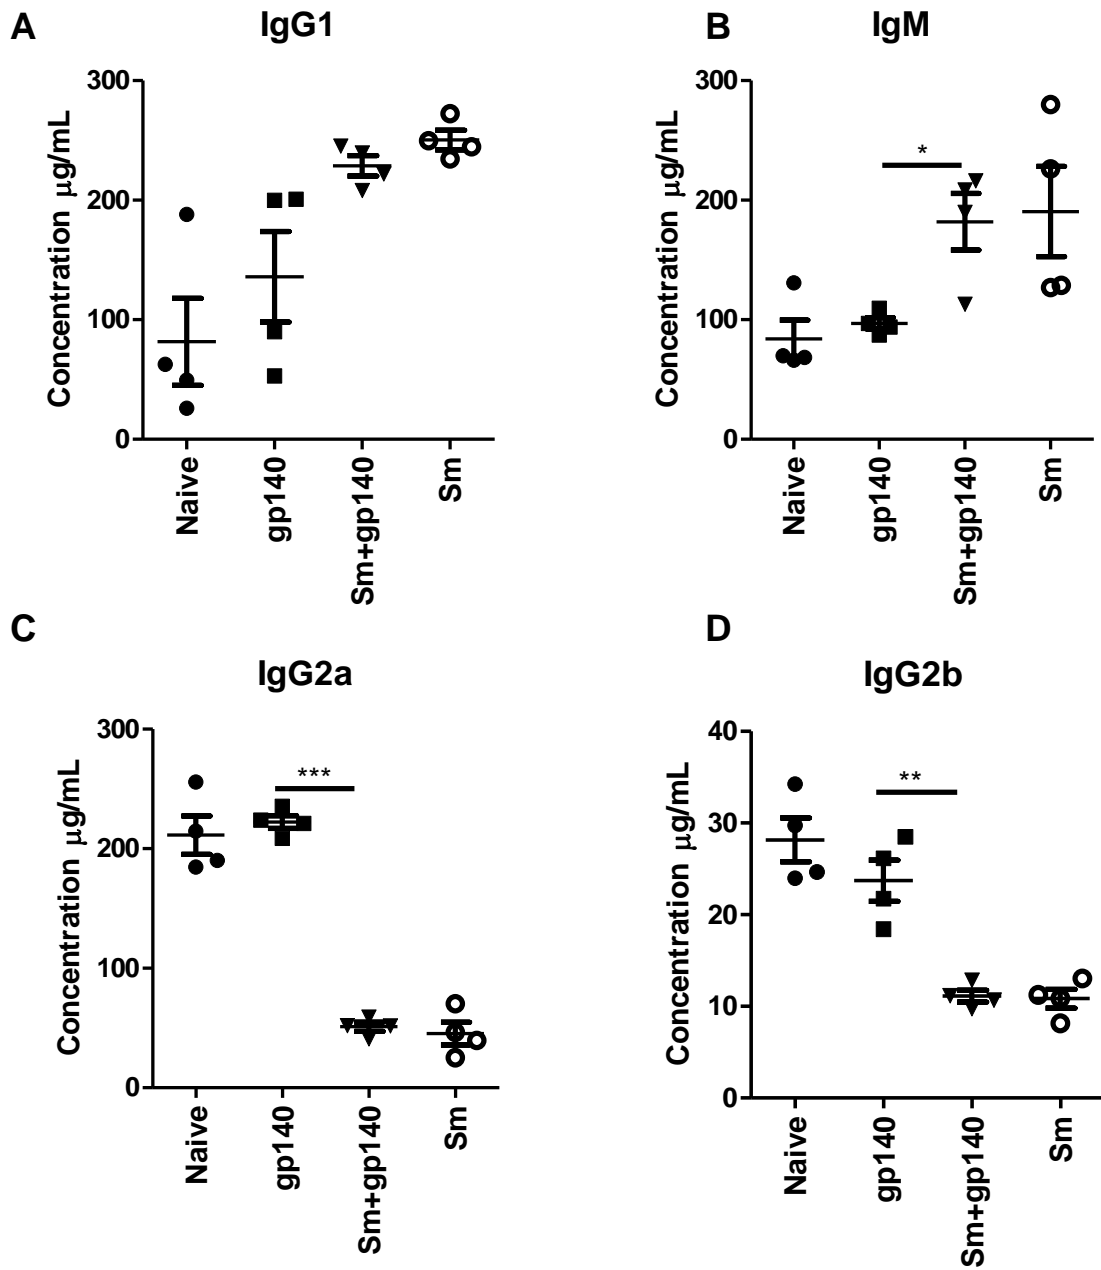 A
IgG1
Concentration µg/mL
300
200
100
0
Naive
gp140
Sm+gp140
Sm
B
IgM
Concentration µg/mL
300
200
100
0
*
Naive
gp140
Sm+gp140
Sm
C
IgG2a
Concentration µg/mL
300
200
100
0
***
Naive
gp140
Sm+gp140
Sm
D
IgG2b
Concentration µg/mL
40
30
20
10
0
**
Naive
gp140
Sm+gp140
Sm